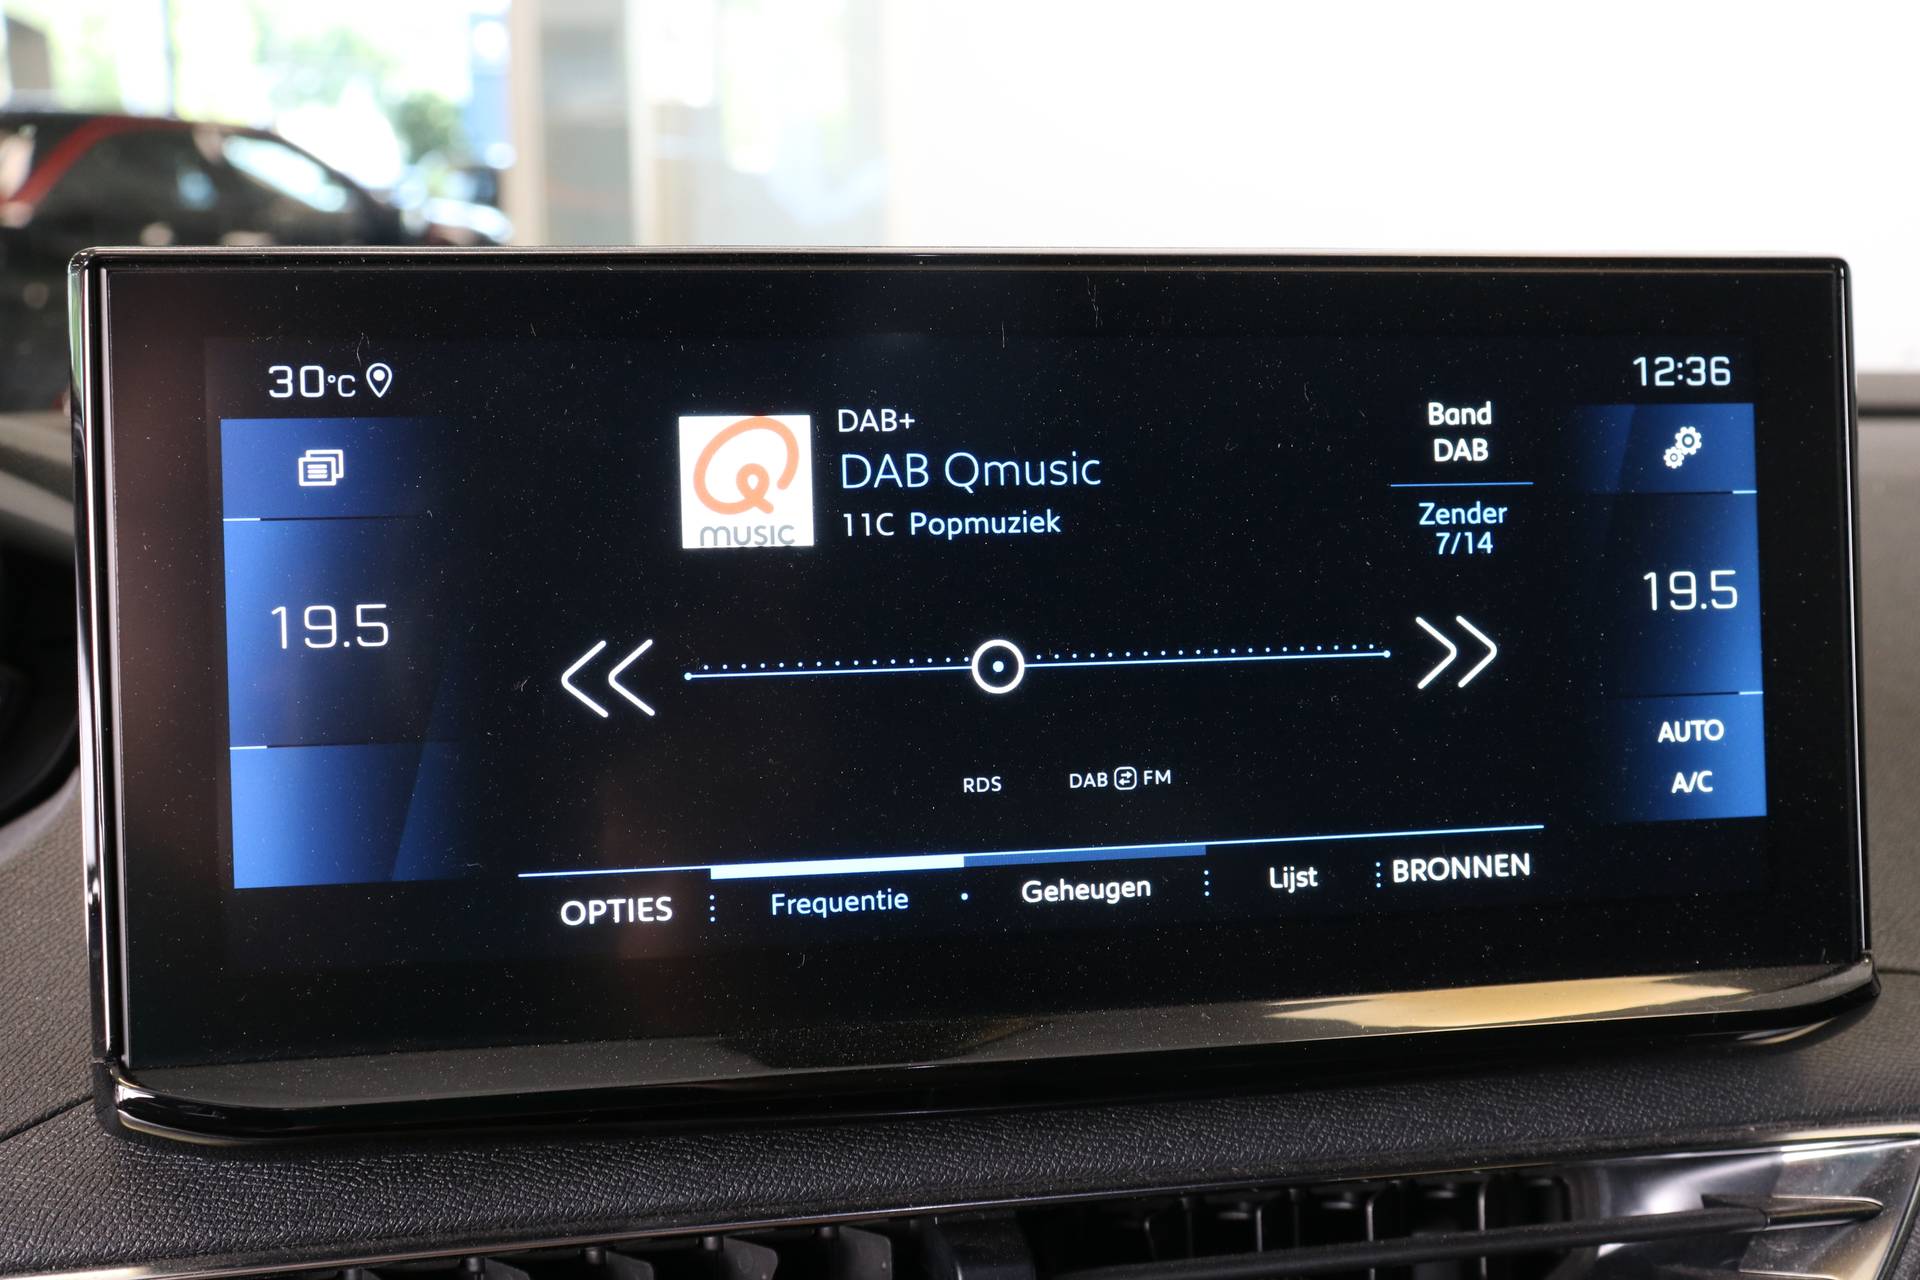 30°C
12:36
MUSIC
DAB+
DAB Qmusic
11C Popmuziek
Band
DAB
Zender
7/14
19.5
19.5
AUTO
A/C
RDS
DAB FM
OPTIES
Frequentie
Geheugen
Lijst
BRONNEN